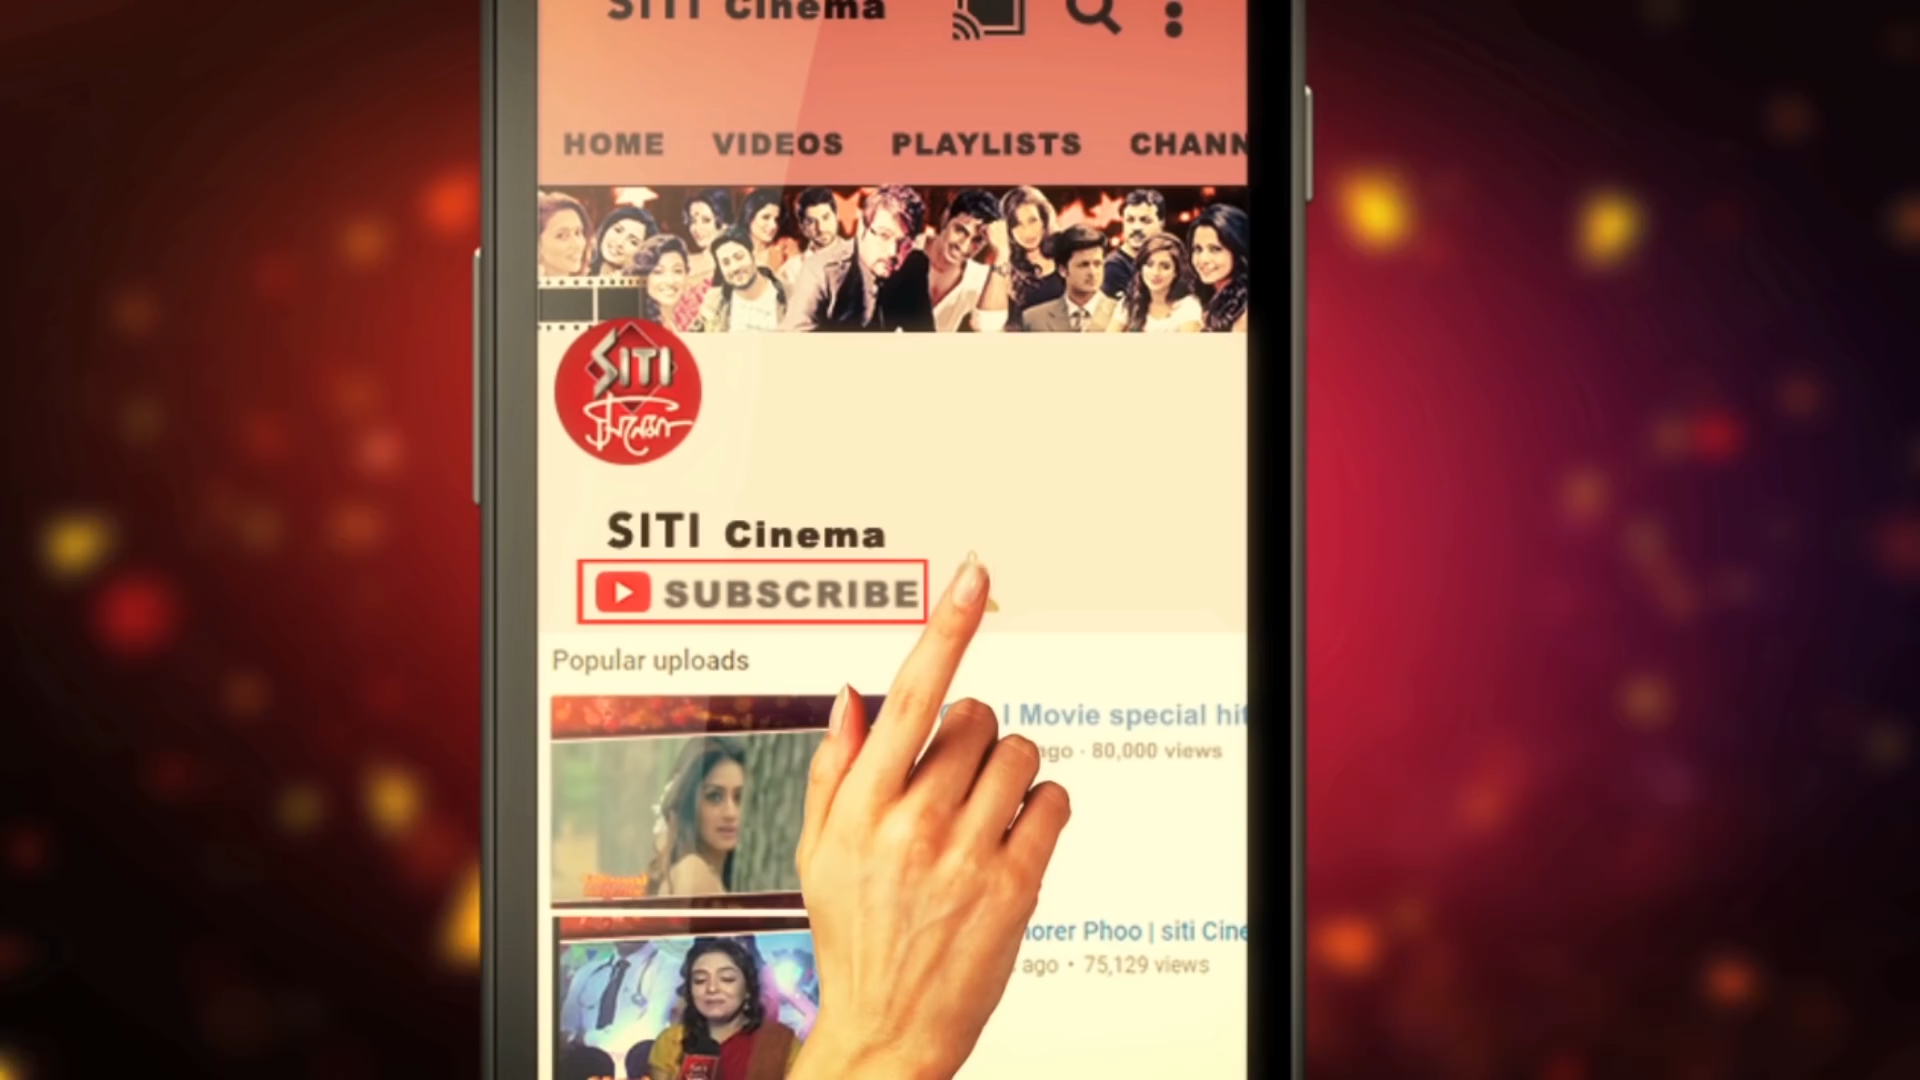 SITI Cinema
HOME VIDEOS PLAYLISTS CHANN
SITI
সিনেমা
SITI Cinema
SUBSCRIBE
Popular uploads
l Movie special hit
ago · 80,000 views
horer Phoo | siti Cine
ago • 75,129 views